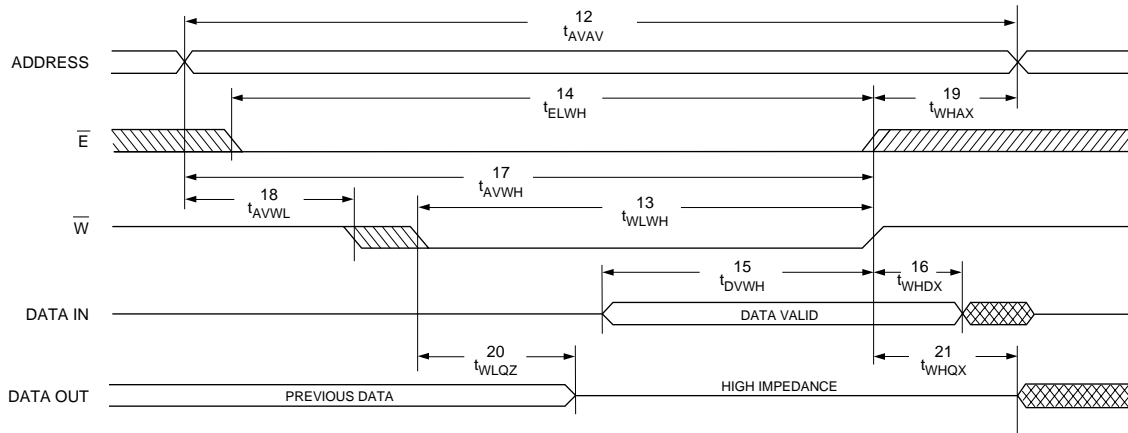 12
tAVAV
ADDRESS
14
tELWH
19
tWHAX
E
17
tAVWH
18
tAVWL
13
tWLWH
W
15
tDVWH
16
tWHDX
DATA IN
DATA VALID
20
tWLQZ
21
tWHQX
DATA OUT
PREVIOUS DATA
HIGH IMPEDANCE